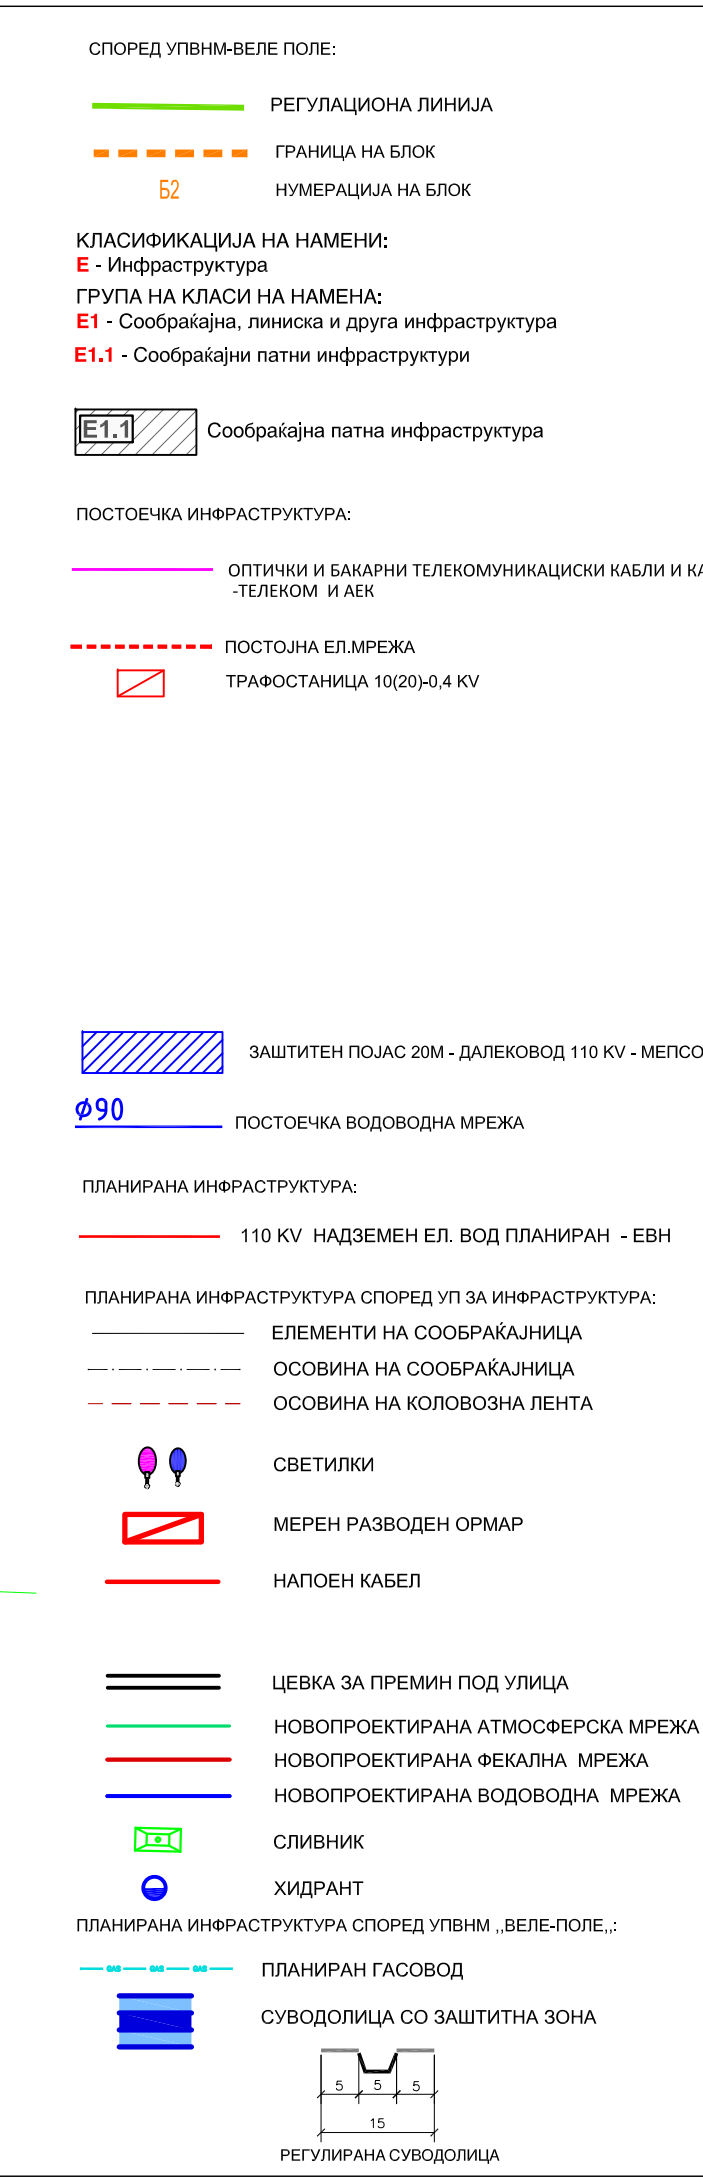 СПОРЕД УПВНМ-ВЕЛЕ ПОЛЕ:
РЕГУЛАЦИОНА ЛИНИЈА
ГРАНИЦА НА БЛОК
Б2 НУМЕРАЦИЈА НА БЛОК
КЛАСИФИКАЦИЈА НА НАМЕНИ:
Е - Инфраструктура
ГРУПА НА КЛАСИ НА НАМЕНА:
Е1 - Сообраќајна, линиска и друга инфраструктура
Е1.1 - Сообраќајни патни инфраструктури
Е1.1 Сообраќајна патна инфраструктура
ПОСТОЕЧКА ИНФРАСТРУКТУРА:
ОПТИЧКИ И БАКАРНИ ТЕЛЕКОМУНИКАЦИСКИ КАБЛИ И
-ТЕЛЕКОМ И АЕК
ПОСТОЈНА ЕЛ.МРЕЖА
ТРАФОСТАНИЦА 10(20)-0,4 KV
ЗАШТИТЕН ПОЈАС 20М - ДАЛЕКОВОД 110 KV - МЕПСО
Ф90
ПОСТОЕЧКА ВОДОВОДНА МРЕЖА
ПЛАНИРАНА ИНФРАСТРУКТУРА:
110 KV НАДЗЕМЕН ЕЛ. ВОД ПЛАНИРАН - ЕВН
ПЛАНИРАНА ИНФРАСТРУКТУРА СПОРЕД УП ЗА ИНФРАСТРУКТУРА:
ЕЛЕМЕНТИ НА СООБРАЌАЈНИЦА
ОСОВИНА НА СООБРАЌАЈНИЦА
ОСОВИНА НА КОЛОВОЗНА ЛЕНТА
СВЕТИЛКИ
МЕРЕН РАЗВОДЕН ОРМАР
НАПОЕН КАБЕЛ
ЦЕВКА ЗА ПРЕМИН ПОД УЛИЦА
НОВОПРОЕКТИРАНА АТМОСФЕРСКА МРЕЖА
НОВОПРОЕКТИРАНА ФЕКАЛНА МРЕЖА
НОВОПРОЕКТИРАНА ВОДОВОДНА МРЕЖА
СЛИВНИК
ХИДРАНТ
ПЛАНИРАНА ИНФРАСТРУКТУРА СПОРЕД УПВНМ ,,ВЕЛЕ-ПОЛЕ,,:
GAS GAS GAS ПЛАНИРАН ГАСОВОД
СУВОДОЛИЦА СО ЗАШТИТНА ЗОНА
5 5 5
15
РЕГУЛИРАНА СУВОДОЛИЦА